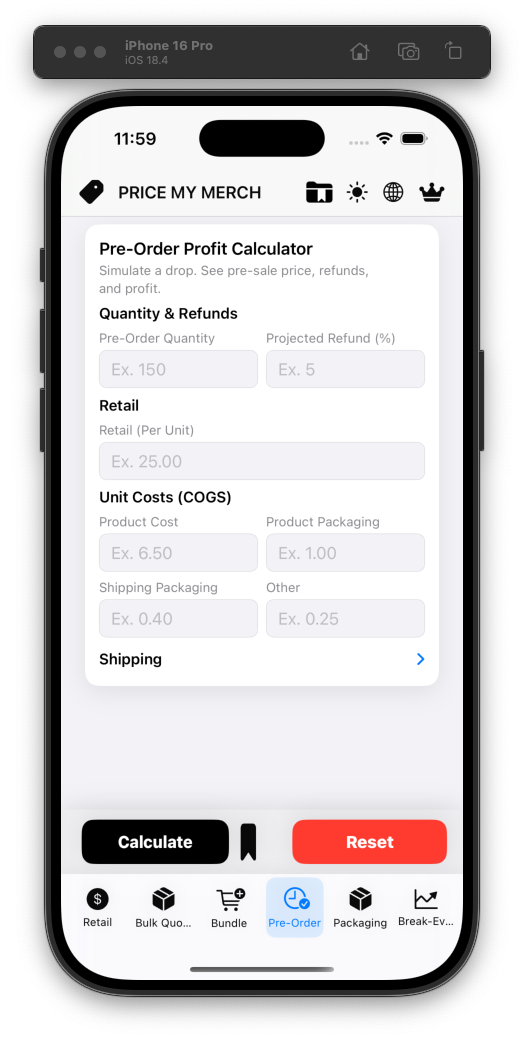 iPhone 16 Pro
iOS 18.4
11:59
PRICE MY MERCH
Pre-Order Profit Calculator
Simulate a drop. See pre-sale price, refunds,
and profit.
Quantity & Refunds
Pre-Order Quantity Projected Refund (%)
Ex. 150 Ex. 5
Retail
Retail (Per Unit)
Ex. 25.00
Unit Costs (COGS)
Product Cost Product Packaging
Ex. 6.50 Ex. 1.00
Shipping Packaging Other
Ex. 0.40 Ex. 0.25
Shipping
Calculate Reset
Retail Bulk Quo... Bundle Pre-Order Packaging Break-Ev...